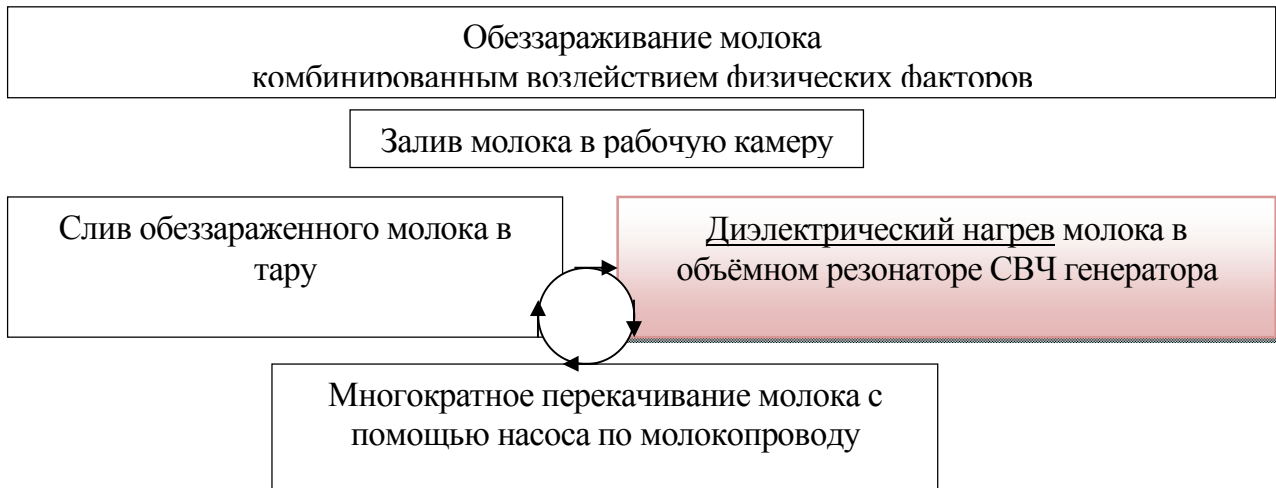 Обеззараживание молока
комбинированным воздействием физических факторов
Залив молока в рабочую камеру
Слив обеззараженного молока в
тару
Диэлектрический нагрев молока в
объёмном резонаторе СВЧ генератора
Многократное перекачивание молока с
помощью насоса по молокопроводу